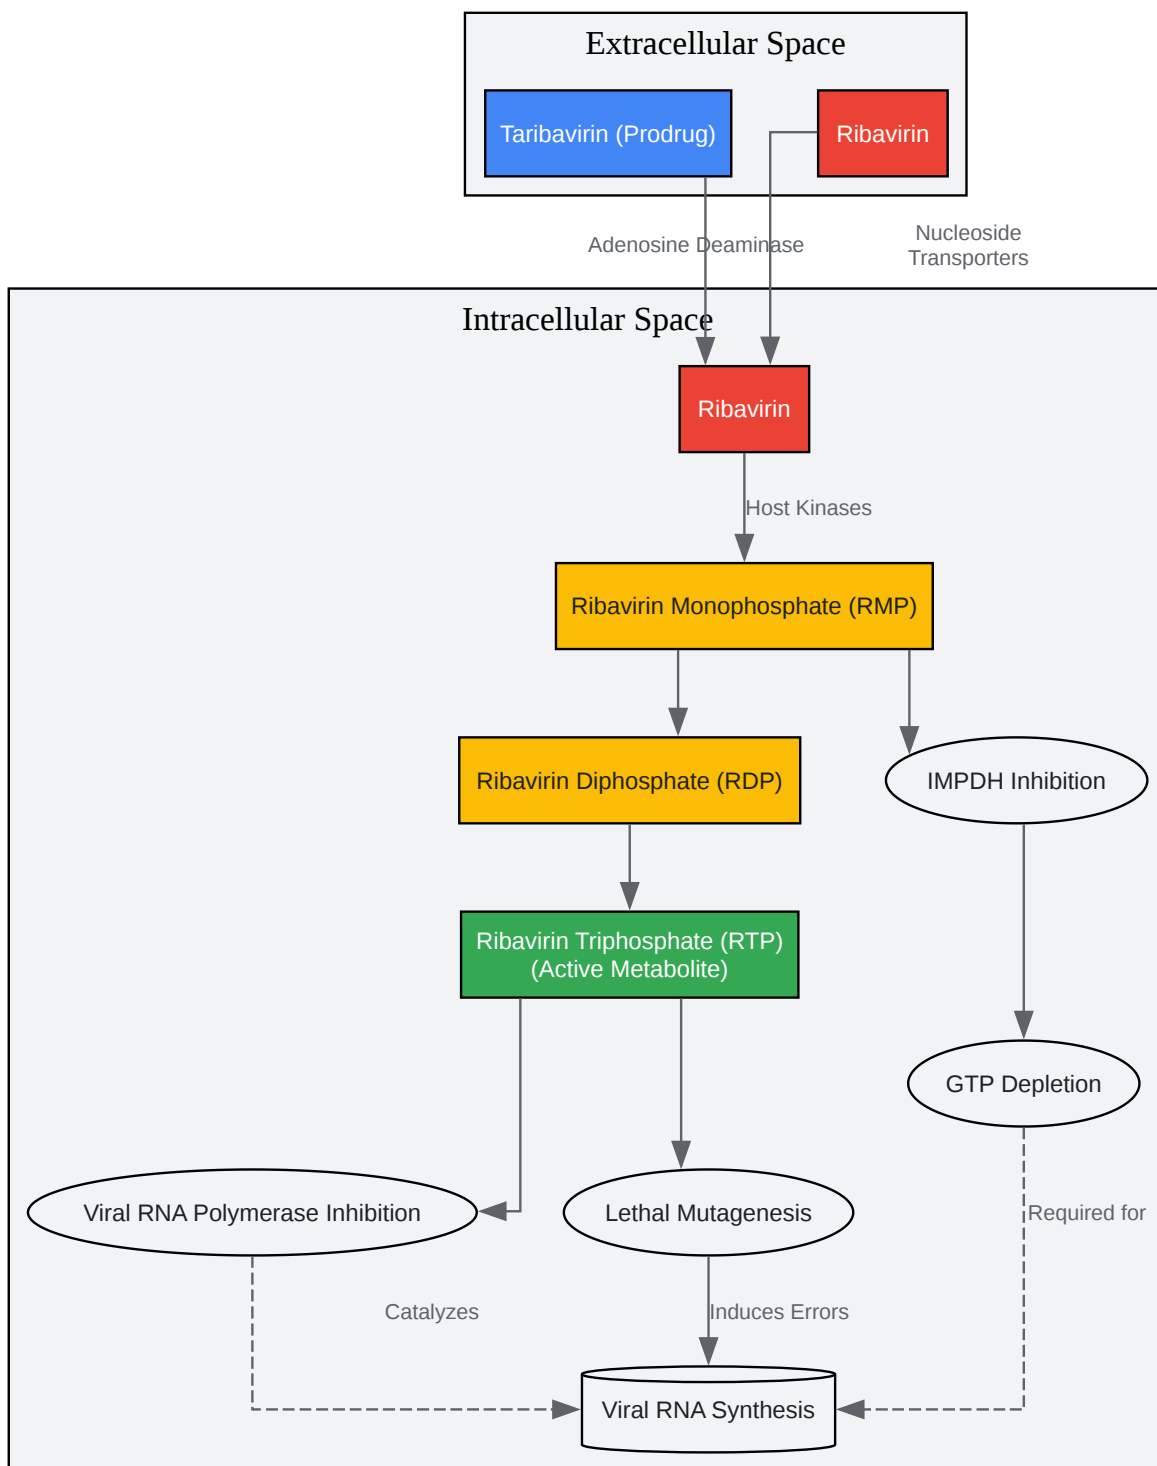 Extracellular Space
Taribavirin (Prodrug)
Ribavirin
Adenosine Deaminase
Nucleoside
Transporters
Intracellular Space
Ribavirin
Host Kinases
Ribavirin Monophosphate (RMP)
Ribavirin Diphosphate (RDP)
IMPDH Inhibition
Ribavirin Triphosphate (RTP)
(Active Metabolite)
GTP Depletion
Viral RNA Polymerase Inhibition
Lethal Mutagenesis
Required for
Catalyzes
Induces Errors
Viral RNA Synthesis